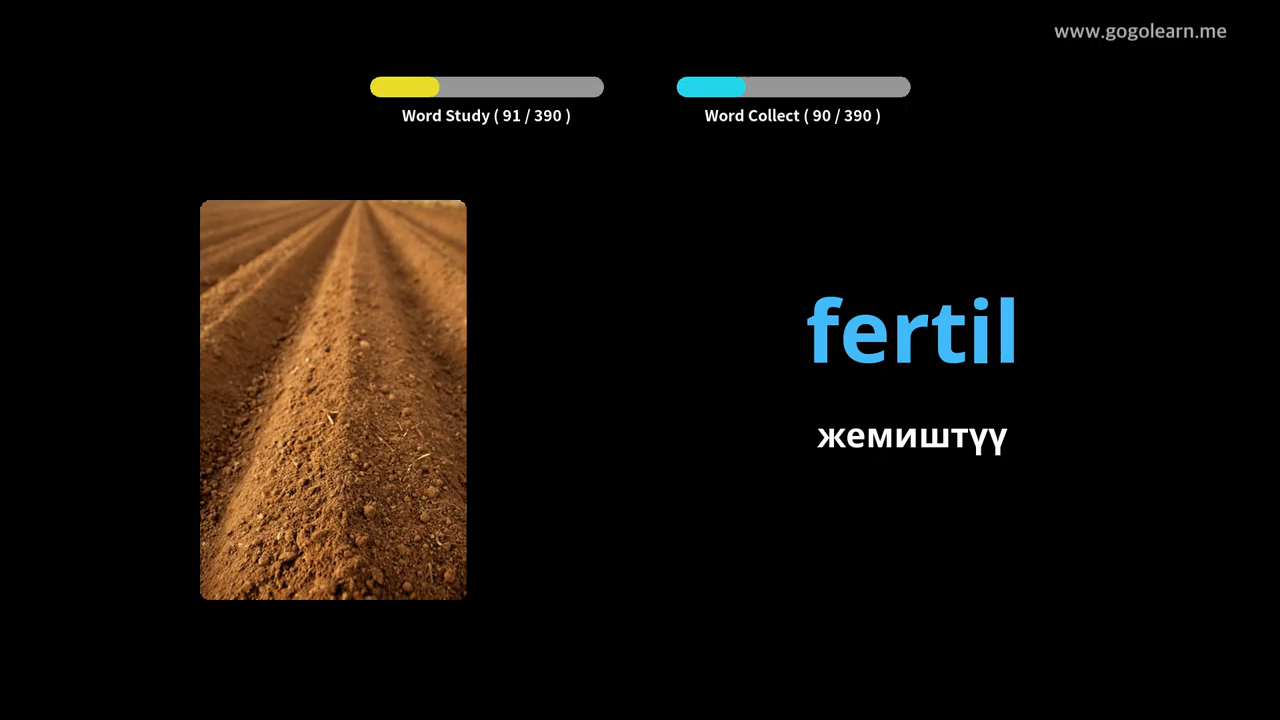 www.gogolearn.me
Word Study ( 91 / 390 )
Word Collect ( 90 / 390 )
fertil
жемиштүү